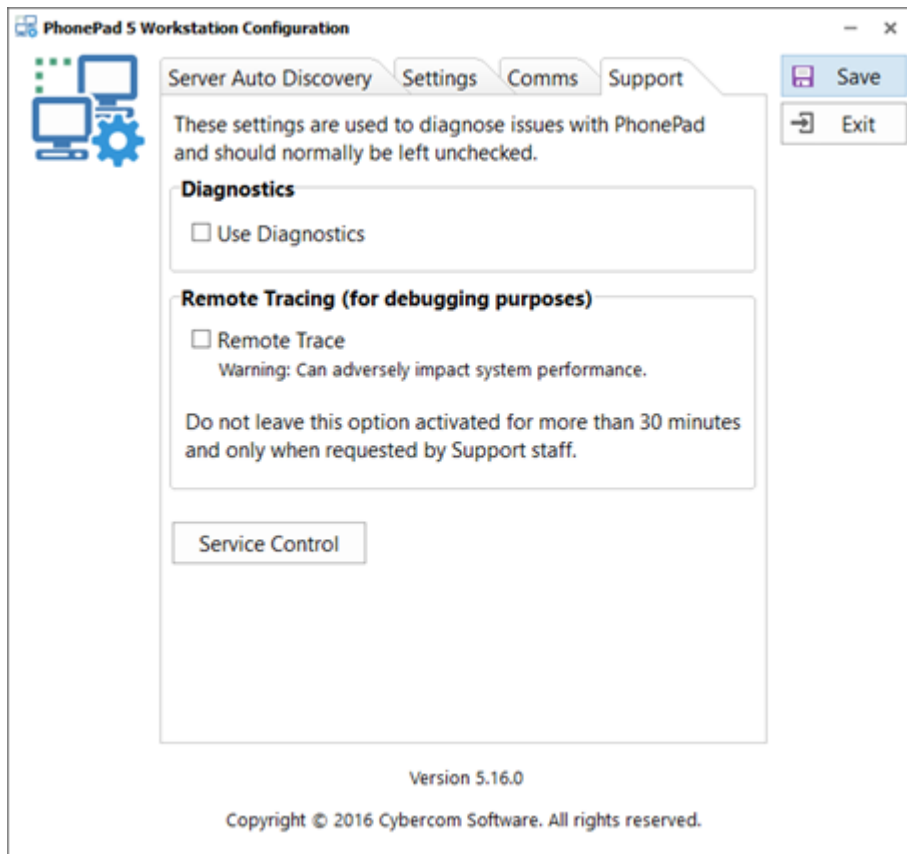 PhonePad 5 Workstation Configuration
Server Auto Discovery
Settings
Comms
Support
Save
Exit
These settings are used to diagnose issues with PhonePad
and should normally be left unchecked.
Diagnostics
Use Diagnostics
Remote Tracing (for debugging purposes)
Remote Trace
Warning: Can adversely impact system performance.
Do not leave this option activated for more than 30 minutes
and only when requested by Support staff.
Service Control
Version 5.16.0
Copyright © 2016 Cybercom Software. All rights reserved.